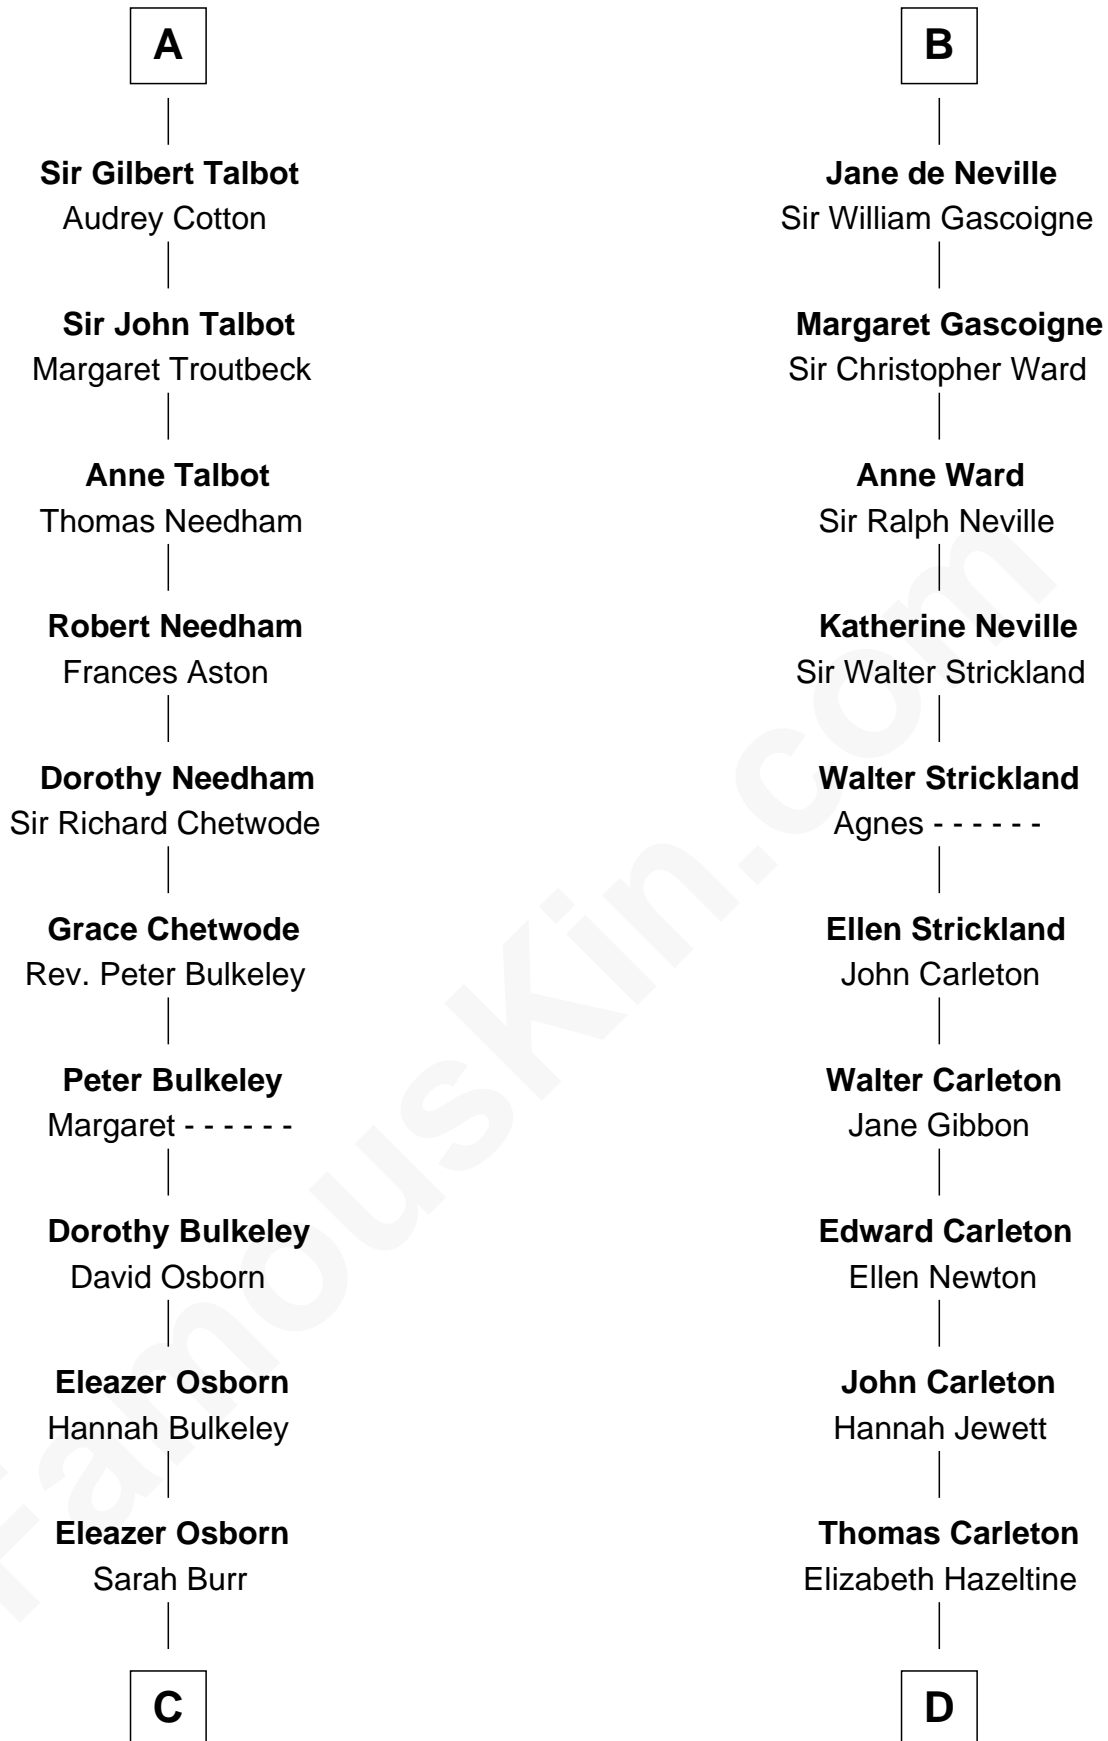 A
Sir Gilbert Talbot
Audrey Cotton
Sir John Talbot
Margaret Troutbeck
Anne Talbot
Thomas Needham
Robert Needham
Frances Aston
Dorothy Needham
Sir Richard Chetwode
Grace Chetwode
Rev. Peter Bulkeley
Peter Bulkeley
Margaret - - - - - -
Dorothy Bulkeley
David Osborn
Eleazer Osborn
Hannah Bulkeley
Eleazer Osborn
Sarah Burr
C
B
Jane de Neville
Sir William Gascoigne
Margaret Gascoigne
Sir Christopher Ward
Anne Ward
Sir Ralph Neville
Katherine Neville
Sir Walter Strickland
Walter Strickland
Agnes - - - - - -
Ellen Strickland
John Carleton
Walter Carleton
Jane Gibbon
Edward Carleton
Ellen Newton
John Carleton
Hannah Jewett
Thomas Carleton
Elizabeth Hazeltine
D
FamousKin.com